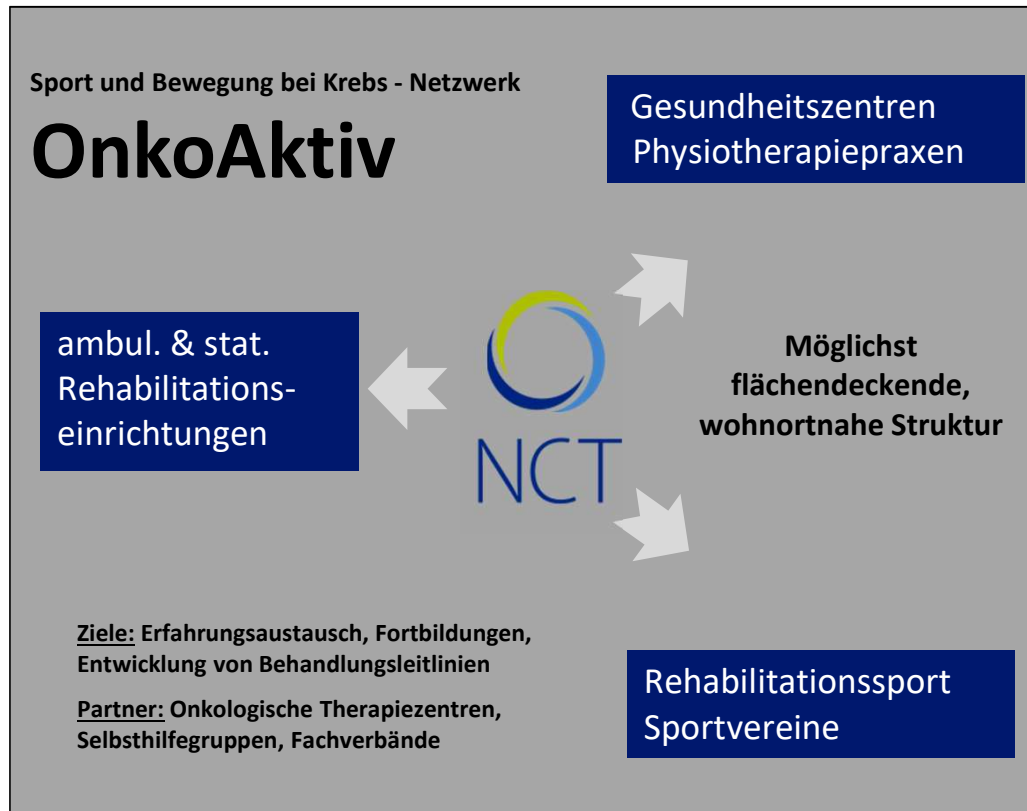 Sport und Bewegung bei Krebs - Netzwerk
OnkoAktiv
Gesundheitszentren
Physiotherapiepraxen
ambul. & stat.
Rehabilitations-
einrichtungen
NCT
Möglichst
flächendeckende,
wohnortnahe Struktur
Ziele: Erfahrungsaustausch, Fortbildungen,
Entwicklung von Behandlungsleitlinien
Partner: Onkologische Therapiezentren,
Selbsthilfegruppen, Fachverbände
Rehabilitationssport
Sportvereine